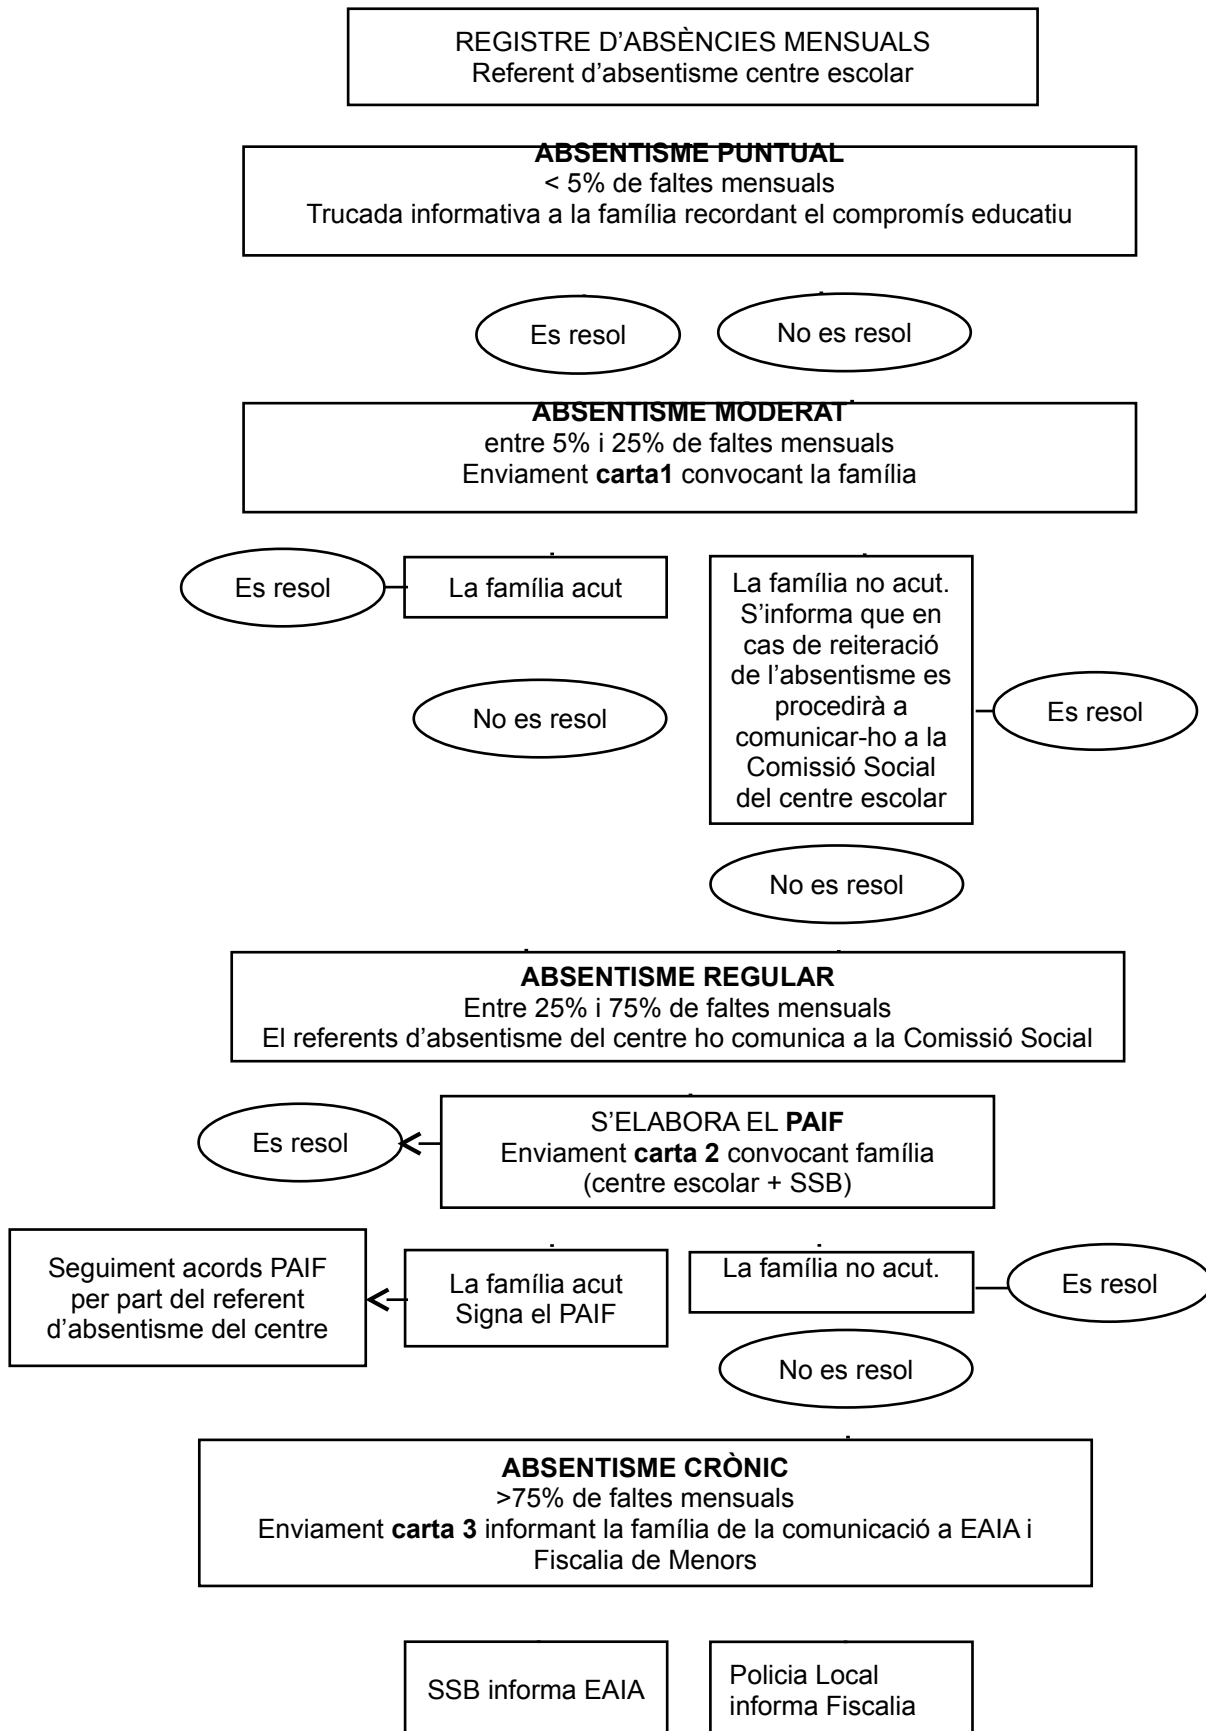 REGISTRE D'ABSÈNCIES MENSUALS
Referent d'absentisme centre escolar
ABSENTISME PUNTUAL
< 5% de faltes mensuals
Trucada informativa a la família recordant el compromís educatiu
Es resol
No es resol
ABSENTISME MODERAT
entre 5% i 25% de faltes mensuals
Enviament carta1 convocant la família
Es resol
La família acut
La família no acut.
S'informa que en
cas de reiteració
de l'absentisme es
procedirà a
comunicar-ho a la
Comissió Social
del centre escolar
No es resol
Es resol
No es resol
ABSENTISME REGULAR
Entre 25% i 75% de faltes mensuals
El referents d'absentisme del centre ho comunica a la Comissió Social
Es resol
S'ELABORA EL PAIF
Enviament carta 2 convocant família
(centre escolar + SSB)
Seguiment acords PAIF
per part del referent
d'absentisme del centre
La família acut
Signa el PAIF
La família no acut.
Es resol
No es resol
ABSENTISME CRÒNIC
>75% de faltes mensuals
Enviament carta 3 informant la família de la comunicació a EAIA i
Fiscalia de Menors
SSB informa EAIA
Policia Local
informa Fiscalia